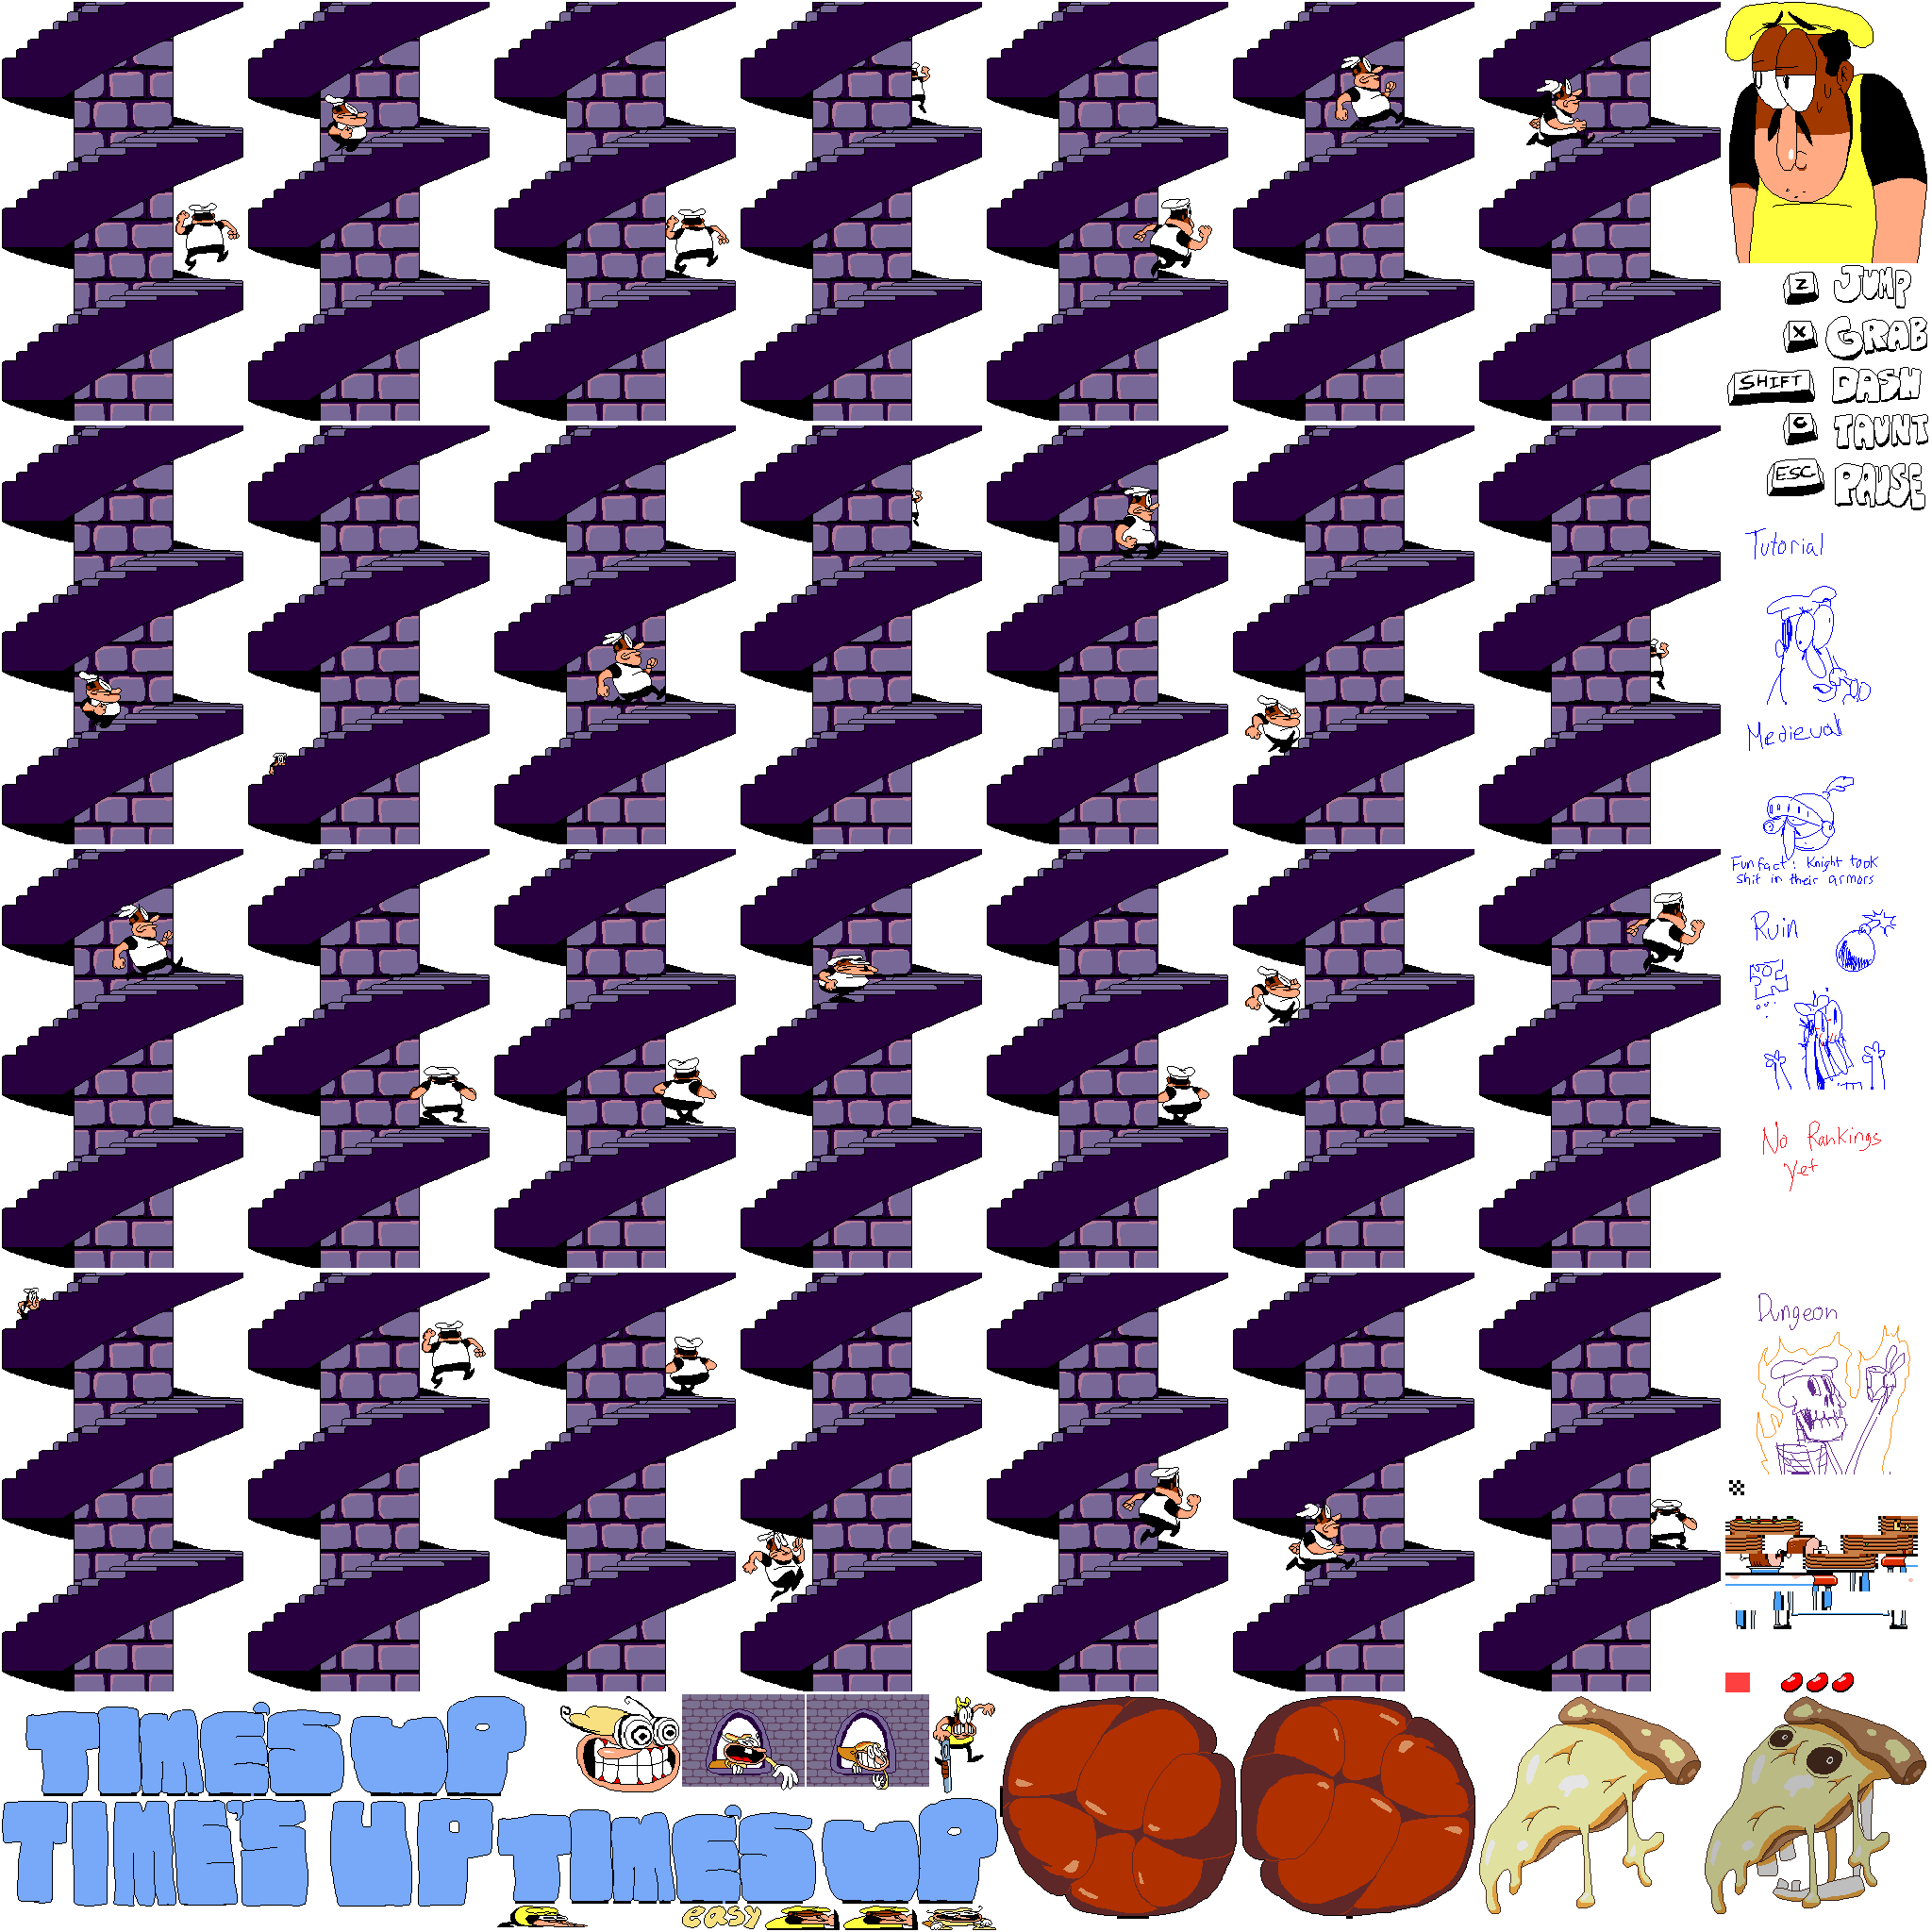 Z JUMP
X GRAB
SHIFT DASH
C TAUNT
ESC PAUSE
Tutorial
Medieval
Fun fact: Knight took
shit in their armors
Ruin
No Rankings
Yet
Dungeon
TIME'S UP
TIME'S UP
TIME'S UP
easy